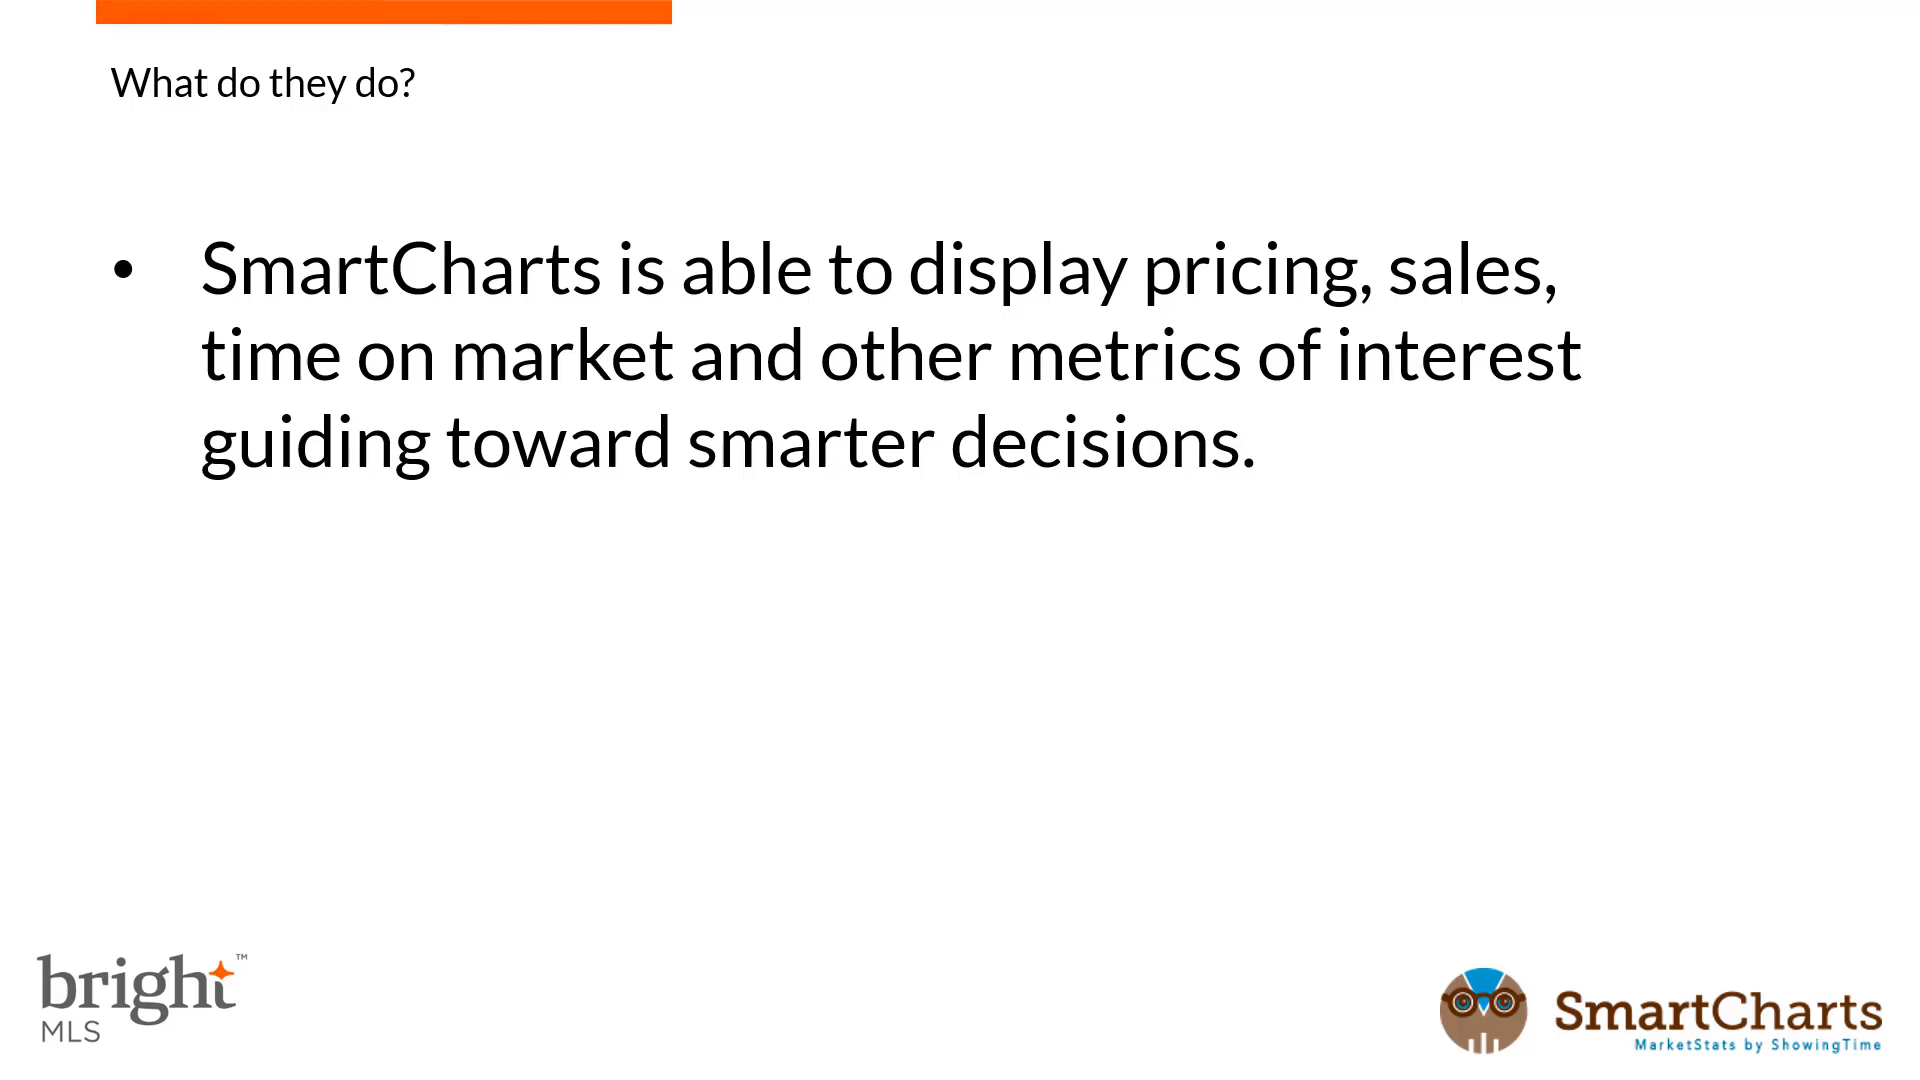 What do they do?
• SmartCharts is able to display pricing, sales,
time on market and other metrics of interest
guiding toward smarter decisions.
bright™
MLS
SmartCharts
MarketStats by ShowingTime